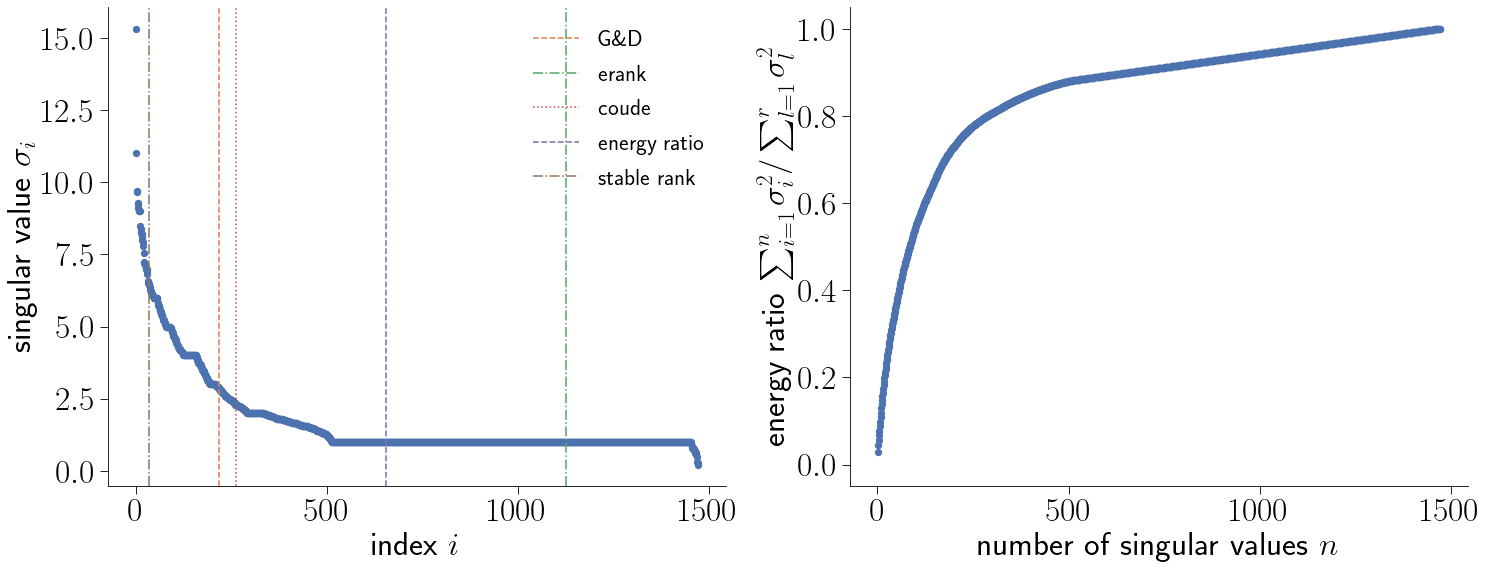 singular value σ_i
15.0
12.5
10.0
7.5
5.0
2.5
0.0
0
500
1000
1500
index i
G&D
erank
coude
energy ratio
stable rank
energy ratio ∑_{i=1}^{n} σ_i^2 / ∑_{l=1}^{r} σ_l^2
1.0
0.8
0.6
0.4
0.2
0.0
0
500
1000
1500
number of singular values n